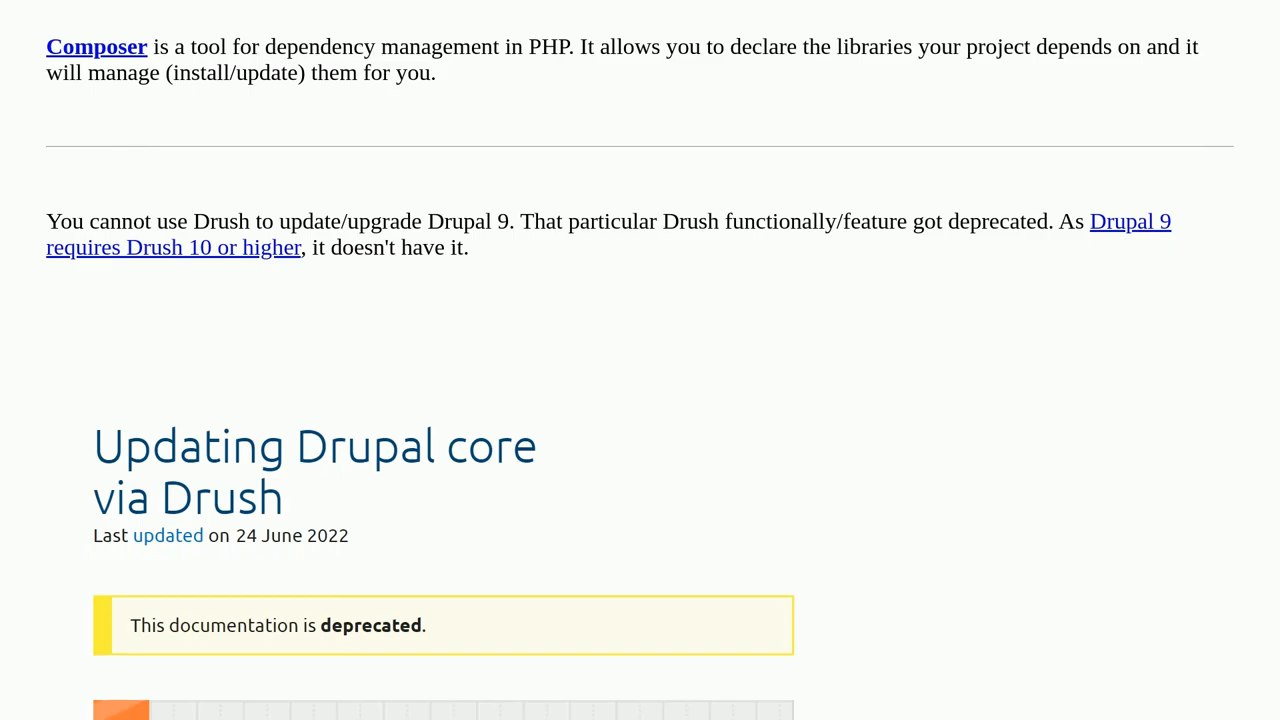 Composer is a tool for dependency management in PHP. It allows you to declare the libraries your project depends on and it
will manage (install/update) them for you.
You cannot use Drush to update/upgrade Drupal 9. That particular Drush functionally/feature got deprecated. As Drupal 9
requires Drush 10 or higher, it doesn't have it.
Updating Drupal core
via Drush
Last updated on 24 June 2022
This documentation is deprecated.